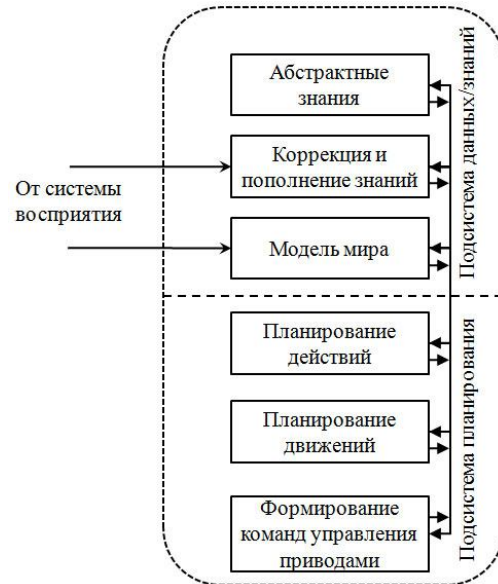 Абстрактные
знания
Коррекция и
пополнение знаний
От системы
восприятия
Модель мира
Подсистема данных/знаний
Планирование
действий
Планирование
движений
Формирование
команд управления
приводами
Подсистема планирования